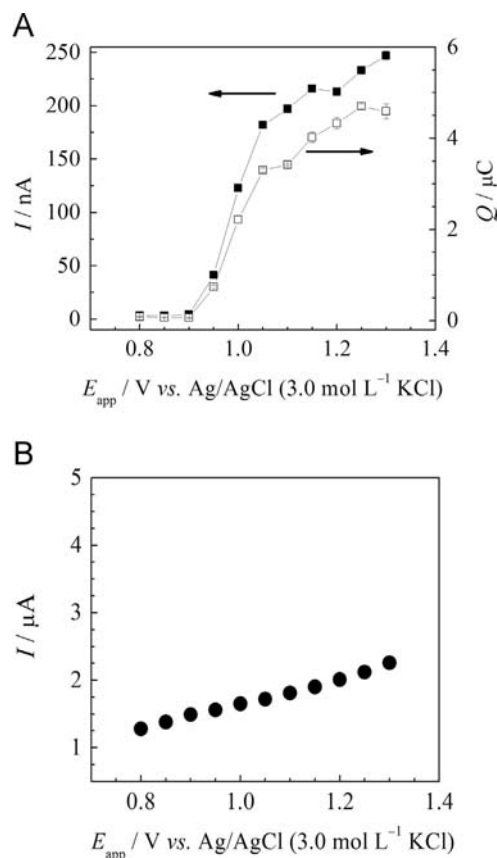 A
250
200
150
100
50
0
I / nA
6
4
2
0
Q / μC
0.8 1.0 1.2 1.4
E_app / V vs. Ag/AgCl (3.0 mol L⁻¹ KCl)
B
5
4
3
2
1
I / μA
0.8 1.0 1.2 1.4
E_app / V vs. Ag/AgCl (3.0 mol L⁻¹ KCl)